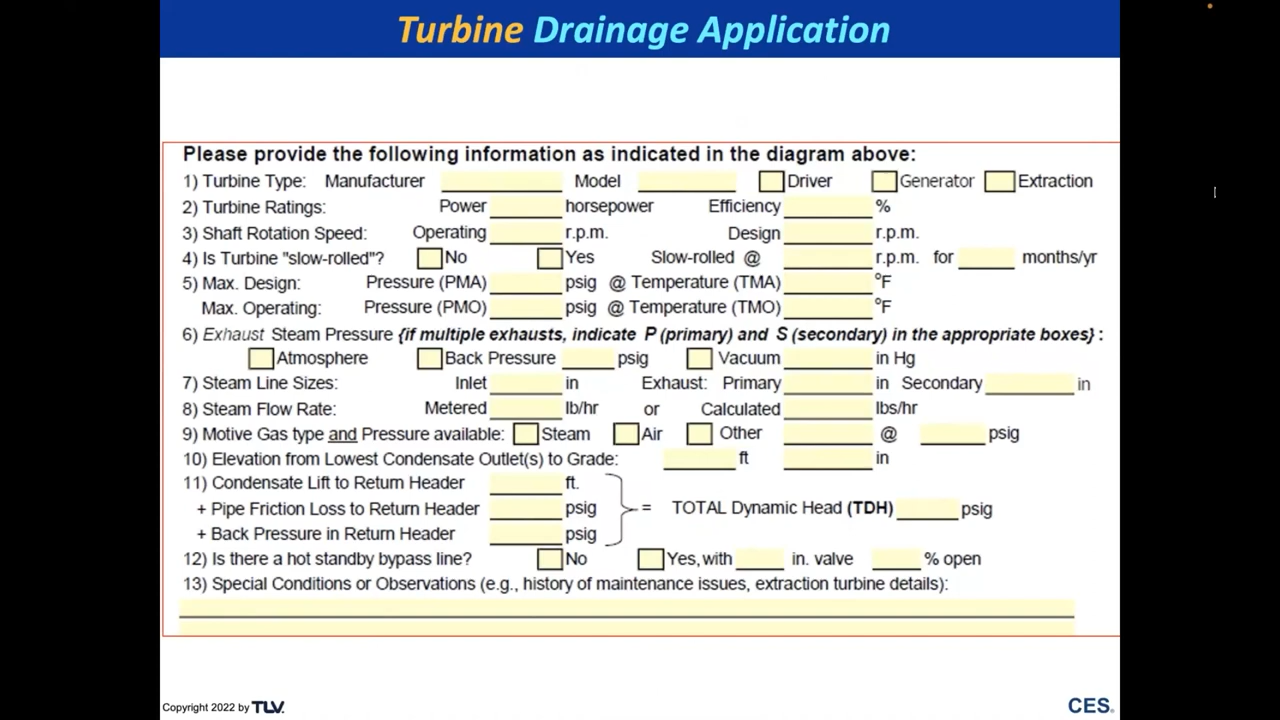 Turbine Drainage Application
Please provide the following information as indicated in the diagram above:
1) Turbine Type: Manufacturer Model Driver Generator Extraction
2) Turbine Ratings: Power horsepower Efficiency %
3) Shaft Rotation Speed: Operating r.p.m. Design r.p.m.
4) Is Turbine "slow-rolled"? No Yes Slow-rolled @ r.p.m. for months/yr
5) Max. Design: Pressure (PMA) psig @ Temperature (TMA) °F
Max. Operating: Pressure (PMO) psig @ Temperature (TMO) °F
6) Exhaust Steam Pressure {if multiple exhausts, indicate P (primary) and S (secondary) in the appropriate boxes} :
Atmosphere Back Pressure psig Vacuum in Hg
7) Steam Line Sizes: Inlet in Exhaust: Primary in Secondary in
8) Steam Flow Rate: Metered lb/hr or Calculated lbs/hr
9) Motive Gas type and Pressure available: Steam Air Other @ psig
10) Elevation from Lowest Condensate Outlet(s) to Grade: ft in
11) Condensate Lift to Return Header ft.
+ Pipe Friction Loss to Return Header psig = TOTAL Dynamic Head (TDH) psig
+ Back Pressure in Return Header psig
12) Is there a hot standby bypass line? No Yes, with in. valve % open
13) Special Conditions or Observations (e.g., history of maintenance issues, extraction turbine details):
Copyright 2022 by TLV. CES.